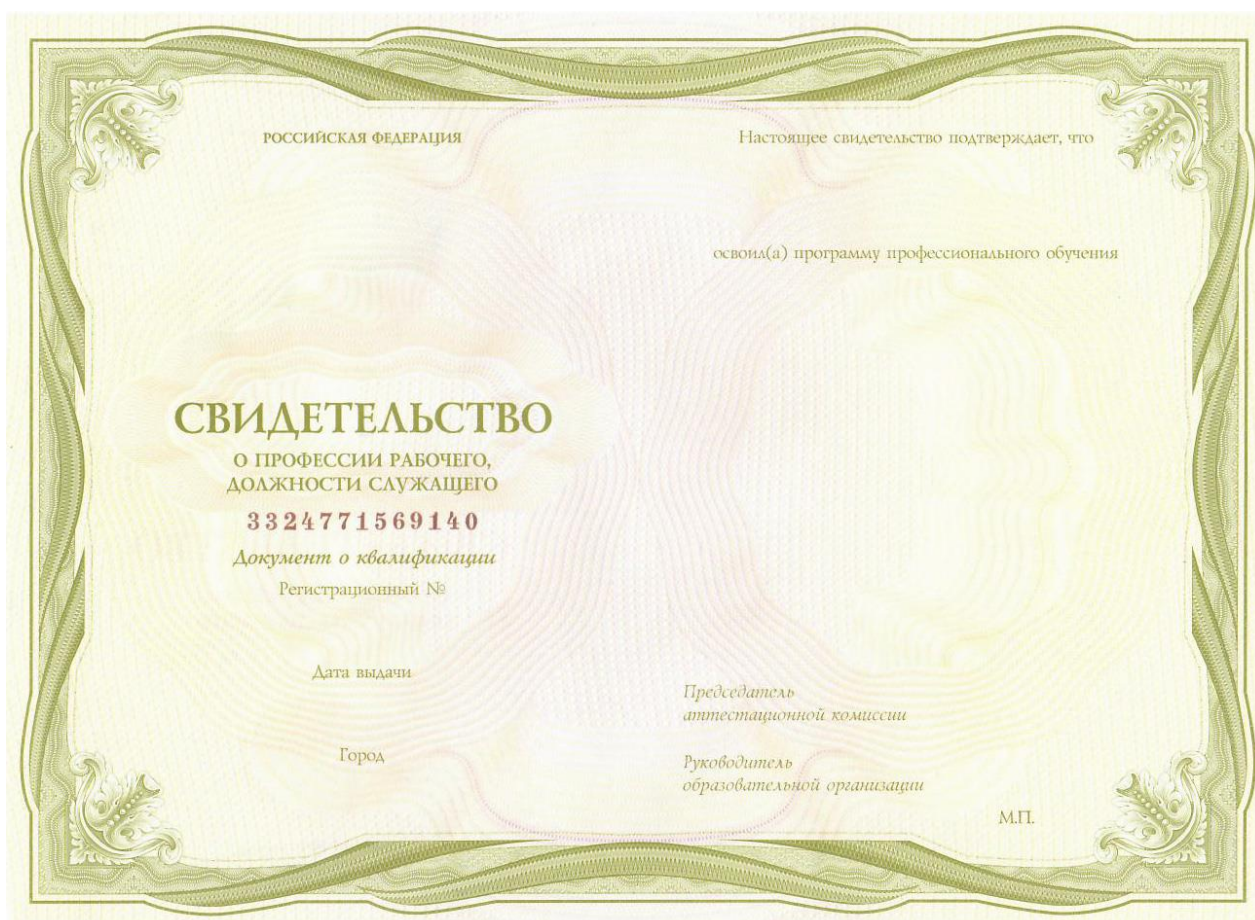 РОССИЙСКАЯ ФЕДЕРАЦИЯ
СВИДЕТЕЛЬСТВО
О ПРОФЕССИИ РАБОЧЕГО,
ДОЛЖНОСТИ СЛУЖАЩЕГО
3324771569140
Документ о квалификации
Регистрационный №
Дата выдачи
Город
Настоящее свидетельство подтверждает, что
освоил(а) программу профессионального обучения
Председатель
аттестационной комиссии
Руководитель
образовательной организации
М.П.